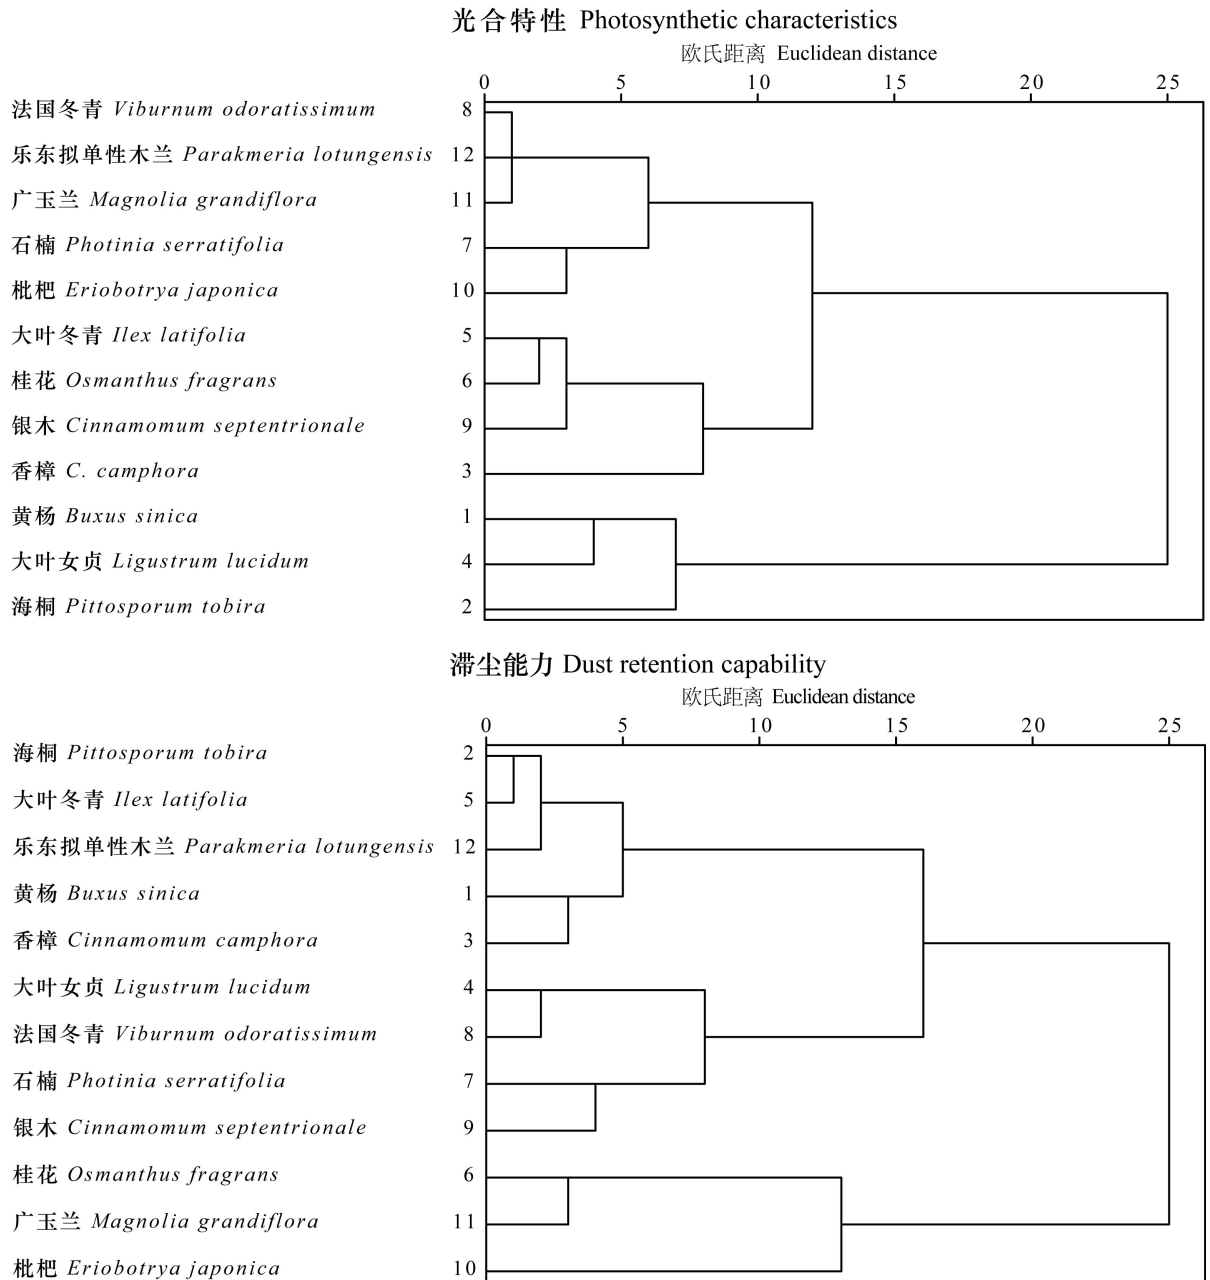 光合特性 Photosynthetic characteristics
欧氏距离 Euclidean distance
0 5 10 15 20 25
法国冬青 Viburnum odoratissimum 8
乐东拟单性木兰 Parakmeria lotungensis 12
广玉兰 Magnolia grandiflora 11
石楠 Photinia serratifolia 7
枇杷 Eriobotrya japonica 10
大叶冬青 Ilex latifolia 5
桂花 Osmanthus fragrans 6
银木 Cinnamomum septentrionale 9
香樟 C. camphora 3
黄杨 Buxus sinica 1
大叶女贞 Ligustrum lucidum 4
海桐 Pittosporum tobira 2
滞尘能力 Dust retention capability
欧氏距离 Euclidean distance
0 5 10 15 20 25
海桐 Pittosporum tobira 2
大叶冬青 Ilex latifolia 5
乐东拟单性木兰 Parakmeria lotungensis 12
黄杨 Buxus sinica 1
香樟 Cinnamomum camphora 3
大叶女贞 Ligustrum lucidum 4
法国冬青 Viburnum odoratissimum 8
石楠 Photinia serratifolia 7
银木 Cinnamomum septentrionale 9
桂花 Osmanthus fragrans 6
广玉兰 Magnolia grandiflora 11
枇杷 Eriobotrya japonica 10